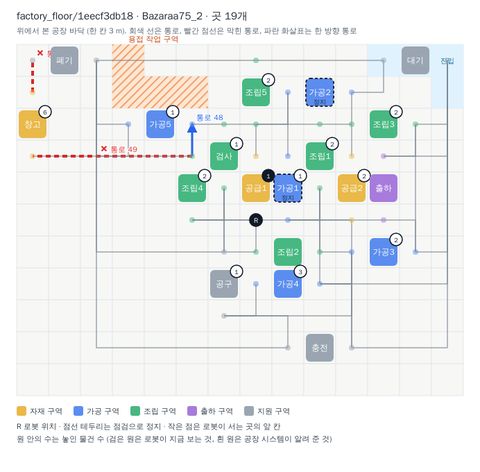 factory_floor/1eecf3db18 · Bazaraa75_2 · 곳 19개
위에서 본 공장 바닥 (한 칸 3 m). 회색 선은 통로, 빨간 점선은 막힌 통로, 파란 화살표는 한 방향 통로
용접 작업 구역
✖ 통
폐기
대기
진입
조립5
2
가공2
정지
창고
6
가공5
1
통로 48
조립3
2
✖ 통로 49
검사
1
조립1
2
조립4
2
공급1
1
가공1
1
정지
공급2
2
출하
R
조립2
가공3
2
공구
1
가공4
3
충전
자재 구역
가공 구역
조립 구역
출하 구역
지원 구역
R 로봇 위치 · 점선 테두리는 점검으로 정지 · 작은 점은 로봇이 서는 곳의 앞 칸
원 안의 수는 놓인 물건 수 (검은 원은 로봇이 지금 보는 것, 흰 원은 공장 시스템이 알려 준 것)